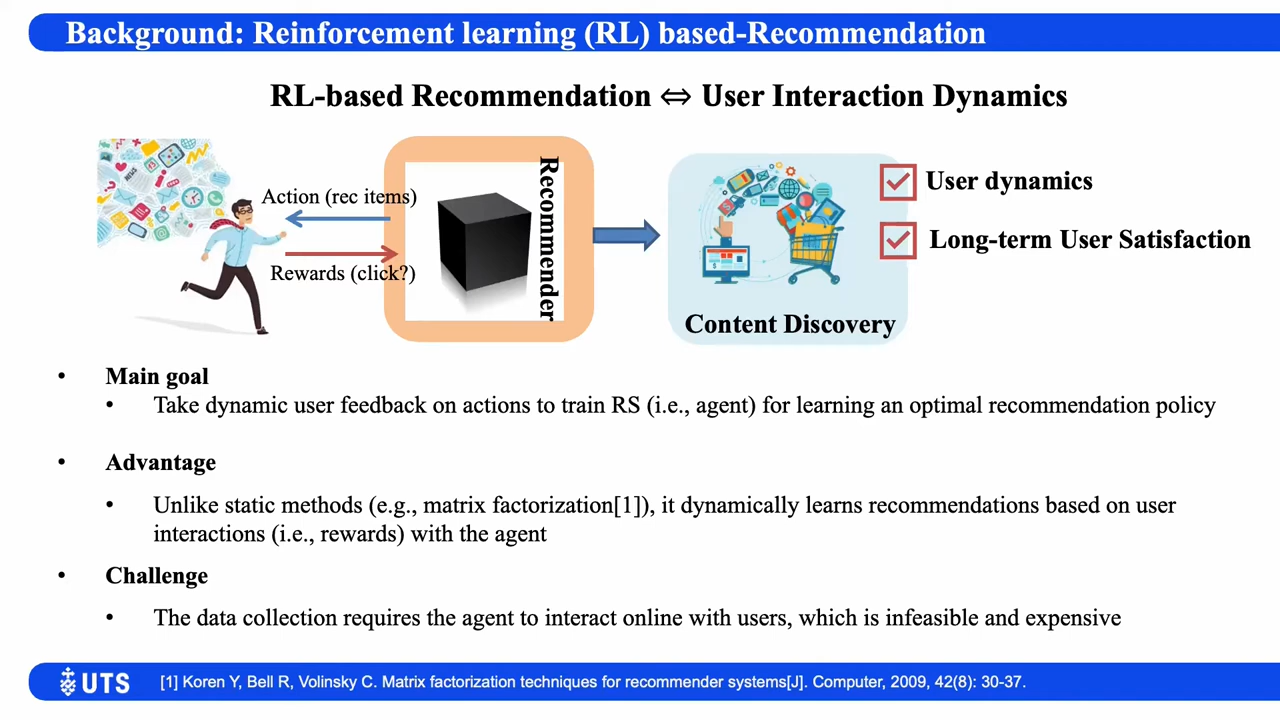 Background: Reinforcement learning (RL) based-Recommendation
RL-based Recommendation ⇔ User Interaction Dynamics
Action (rec items)
Rewards (click?)
Recommender
Content Discovery
User dynamics
Long-term User Satisfaction
• Main goal
• Take dynamic user feedback on actions to train RS (i.e., agent) for learning an optimal recommendation policy
• Advantage
• Unlike static methods (e.g., matrix factorization[1]), it dynamically learns recommendations based on user
interactions (i.e., rewards) with the agent
• Challenge
• The data collection requires the agent to interact online with users, which is infeasible and expensive
UTS
[1] Koren Y, Bell R, Volinsky C. Matrix factorization techniques for recommender systems[J]. Computer, 2009, 42(8): 30-37.